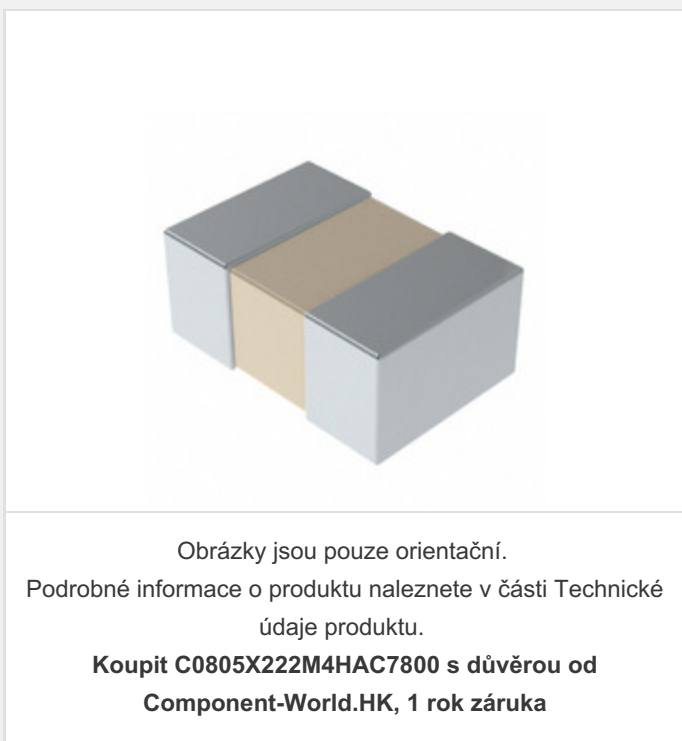 Obrázky jsou pouze orientační.
Podrobné informace o produktu naleznete v části Technické
údaje produktu.
Koupit C0805X222M4HAC7800 s důvěrou od
Component-World.HK, 1 rok záruka